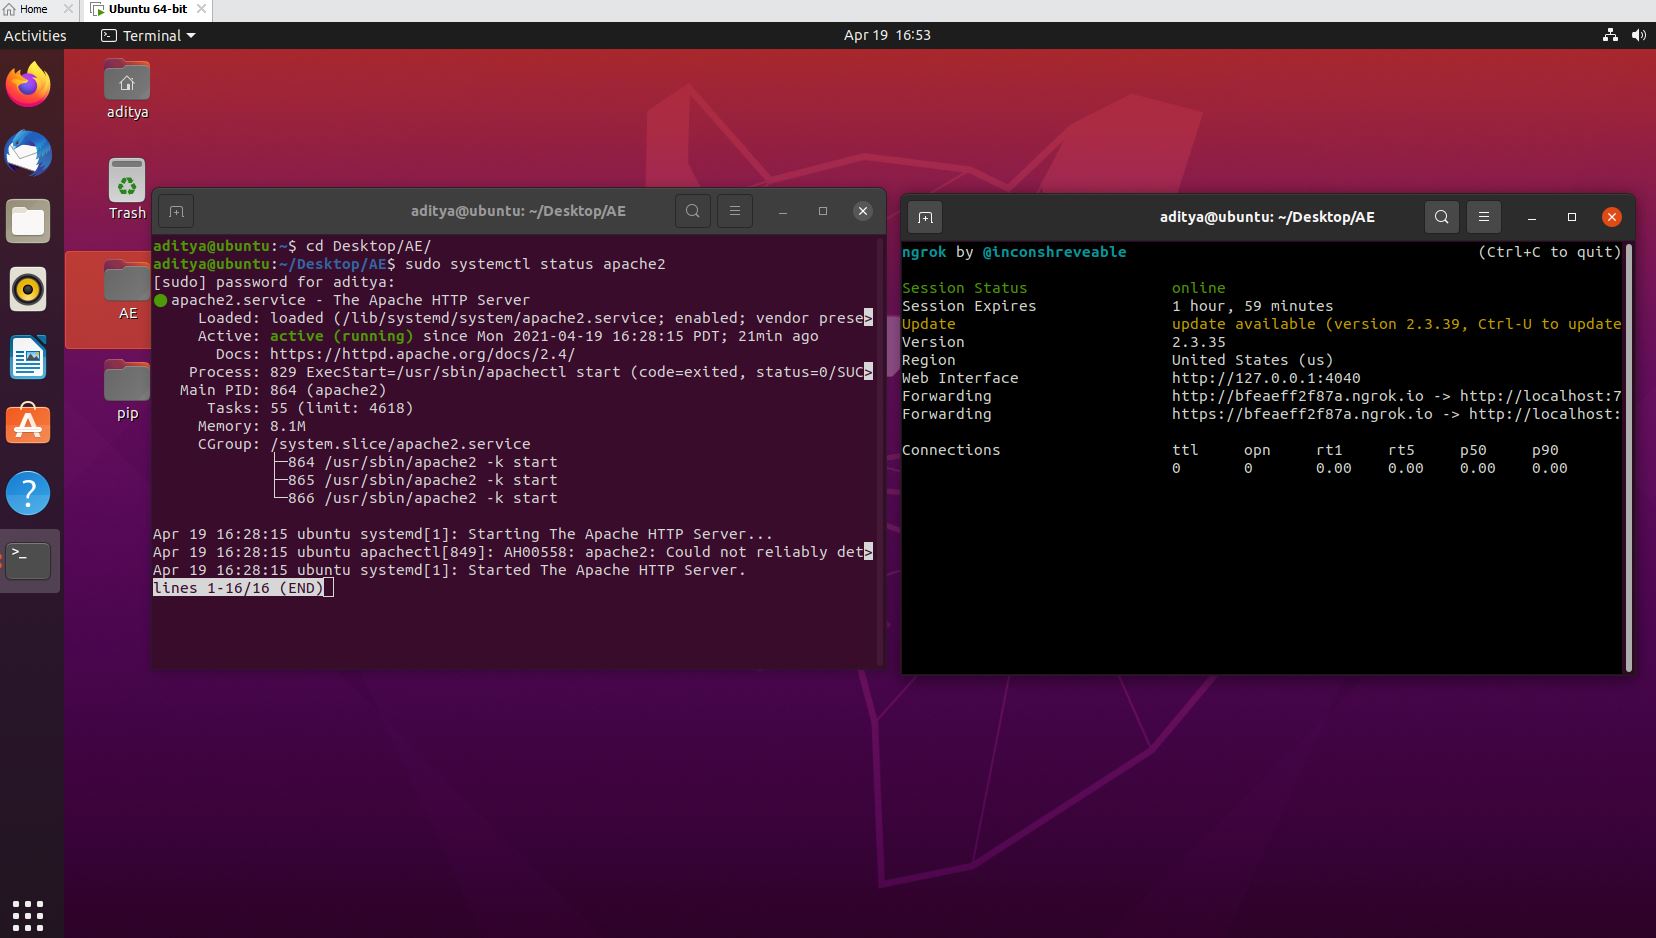 Home
Ubuntu 64-bit
Activities
Terminal
Apr 19 16:53
aditya
Trash
AE
pip
aditya@ubuntu: ~/Desktop/AE
aditya@ubuntu:~$ cd Desktop/AE/
aditya@ubuntu:~/Desktop/AE$ sudo systemctl status apache2
[sudo] password for aditya:
apache2.service - The Apache HTTP Server
Loaded: loaded (/lib/systemd/system/apache2.service; enabled; vendor prese>
Active: active (running) since Mon 2021-04-19 16:28:15 PDT; 21min ago
Docs: https://httpd.apache.org/docs/2.4/
Process: 829 ExecStart=/usr/sbin/apachectl start (code=exited, status=0/SUC>
Main PID: 864 (apache2)
Tasks: 55 (limit: 4618)
Memory: 8.1M
CGroup: /system.slice/apache2.service
├─864 /usr/sbin/apache2 -k start
├─865 /usr/sbin/apache2 -k start
└─866 /usr/sbin/apache2 -k start
Apr 19 16:28:15 ubuntu systemd[1]: Starting The Apache HTTP Server...
Apr 19 16:28:15 ubuntu apachectl[849]: AH00558: apache2: Could not reliably det>
Apr 19 16:28:15 ubuntu systemd[1]: Started The Apache HTTP Server.
lines 1-16/16 (END)
aditya@ubuntu: ~/Desktop/AE
ngrok by @inconshreveable (Ctrl+C to quit)
Session Status online
Session Expires 1 hour, 59 minutes
Update update available (version 2.3.39, Ctrl-U to update
Version 2.3.35
Region United States (us)
Web Interface http://127.0.0.1:4040
Forwarding http://bfeaeff2f87a.ngrok.io -> http://localhost:7
Forwarding https://bfeaeff2f87a.ngrok.io -> http://localhost:
Connections ttl opn rt1 rt5 p50 p90
0 0 0.00 0.00 0.00 0.00